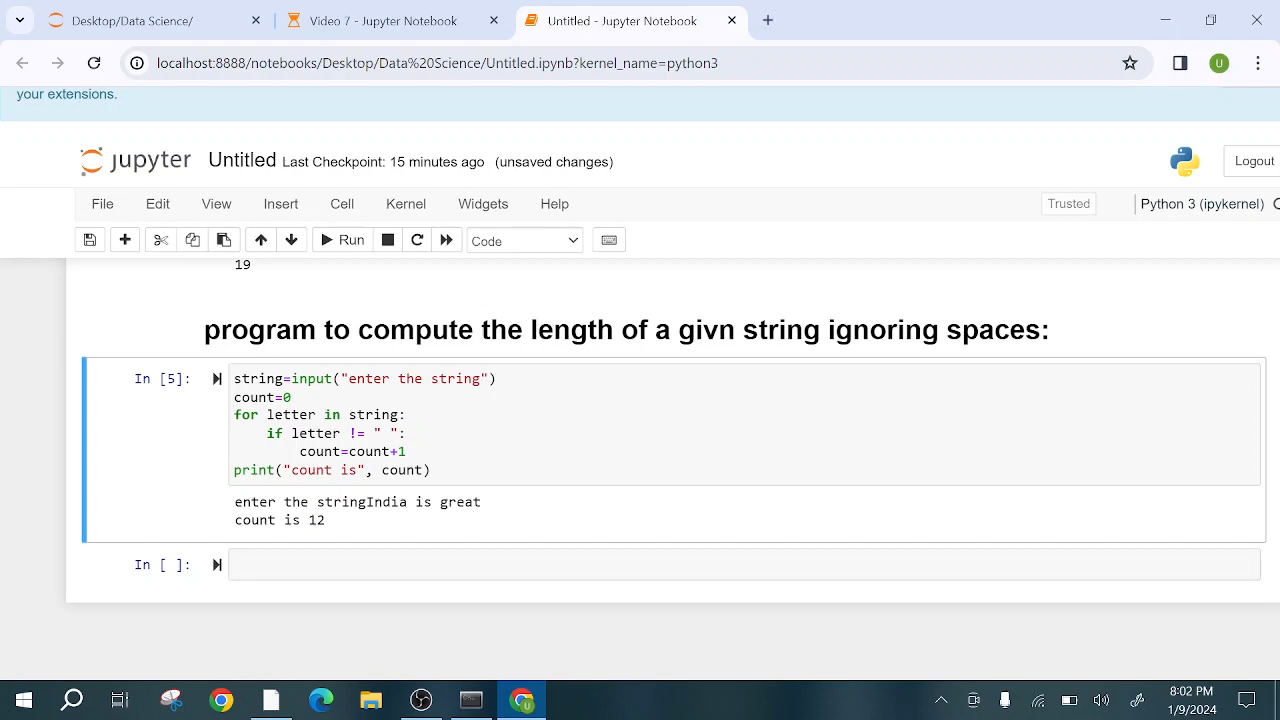 Desktop/Data Science/
Video 7 - Jupyter Notebook
Untitled - Jupyter Notebook
localhost:8888/notebooks/Desktop/Data%20Science/Untitled.ipynb?kernel_name=python3
U
your extensions.
jupyter Untitled Last Checkpoint: 15 minutes ago (unsaved changes)
Logout
File Edit View Insert Cell Kernel Widgets Help
Trusted
Python 3 (ipykernel)
Run
Code
19
program to compute the length of a givn string ignoring spaces:
In [5]:
string=input("enter the string")
count=0
for letter in string:
    if letter != " ":
        count=count+1
print("count is", count)
enter the stringIndia is great
count is 12
In [ ]:
U
8:02 PM
1/9/2024